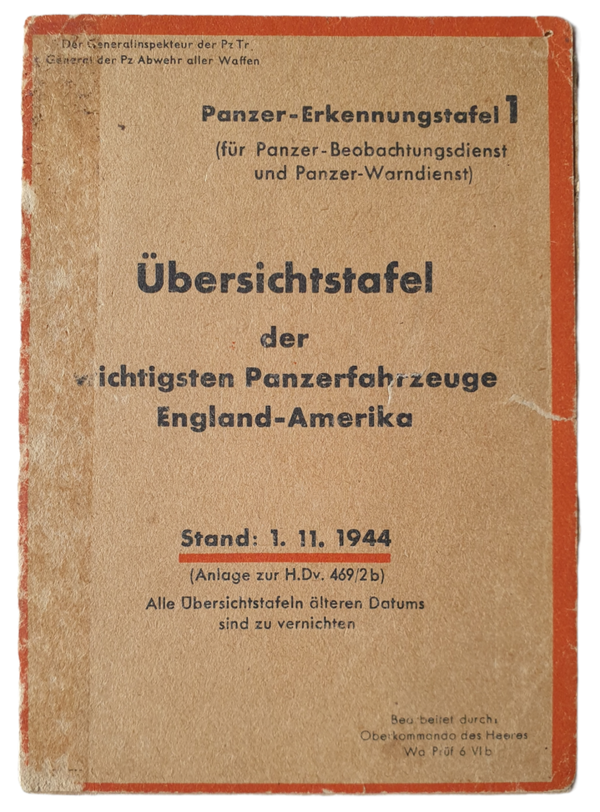 Der Generalinspekteur der Pz Tr.
General der Pz Abwehr aller Waffen
Panzer-Erkennungstafel 1
(für Panzer-Beobachtungsdienst
und Panzer-Warndienst)
Übersichtstafel
der
wichtigsten Panzerfahrzeuge
England-Amerika
Stand: 1. 11. 1944
(Anlage zur H.Dv. 469/2b)
Alle Übersichtstafeln älteren Datums
sind zu vernichten
Bearbeitet durch:
Oberkommando des Heeres
Wa Prüf 6 VIb